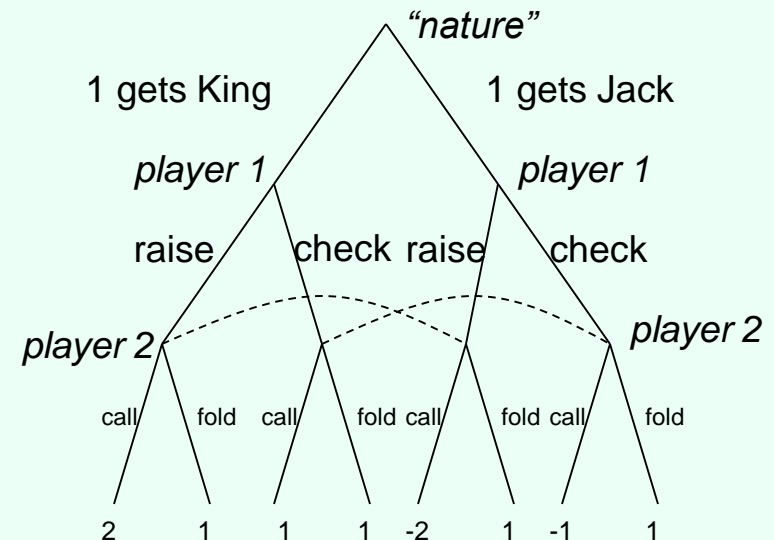 “nature”
1 gets King 1 gets Jack
player 1 player 1
raise check raise check
player 2 player 2
call fold call fold call fold call fold
2 1 1 1 -2 1 -1 1